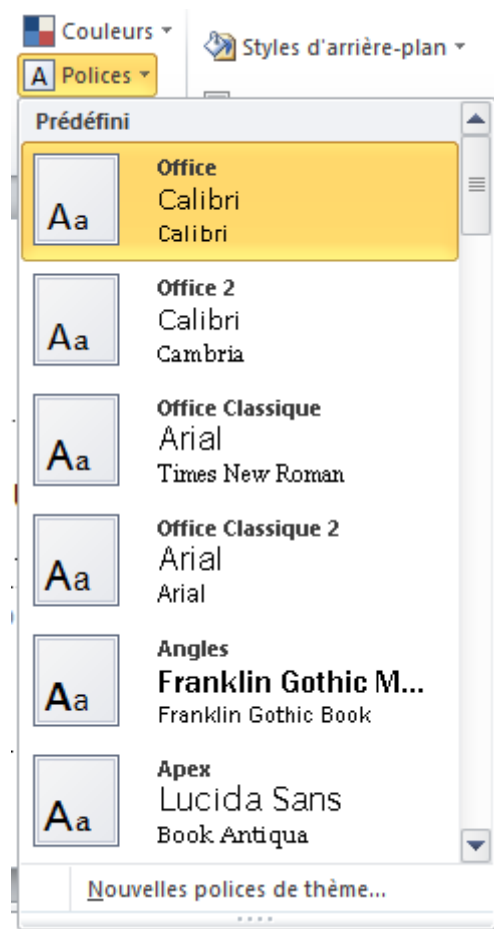 Couleurs
Styles d'arrière-plan
A Polices
Prédéfini
Aa
Office
Calibri
Calibri
Aa
Office 2
Calibri
Cambria
Aa
Office Classique
Arial
Times New Roman
Aa
Office Classique 2
Arial
Arial
Aa
Angles
Franklin Gothic M...
Franklin Gothic Book
Aa
Apex
Lucida Sans
Book Antiqua
Nouvelles polices de thème...